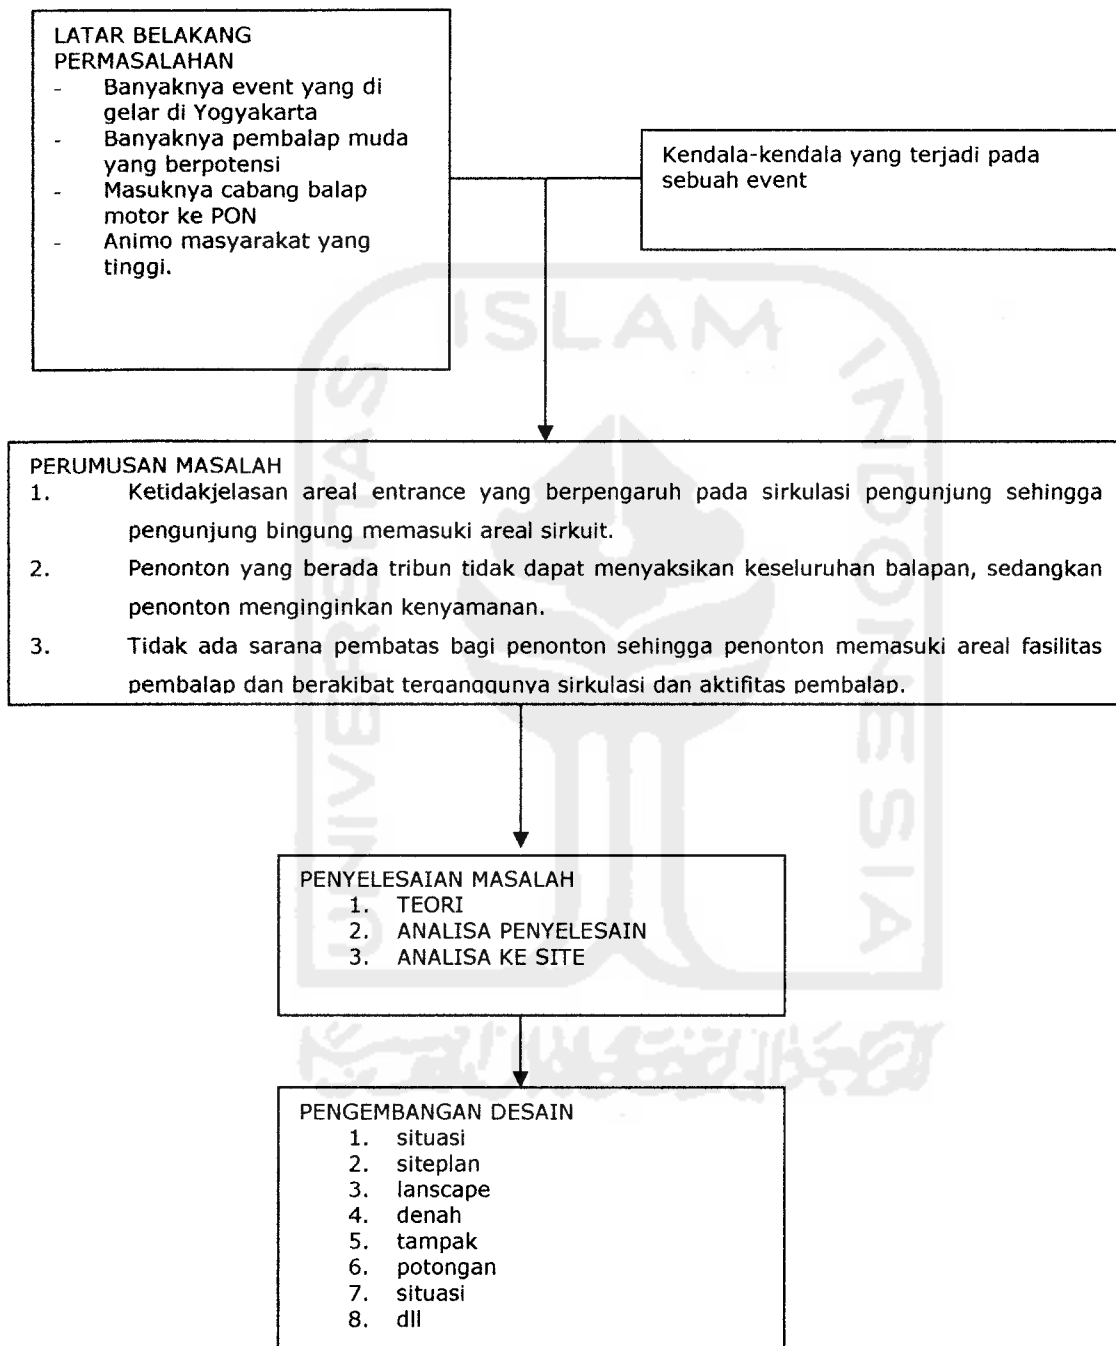 LATAR BELAKANG
PERMASALAHAN
- Banyaknya event yang di
gelar di Yogyakarta
- Banyaknya pembalap muda
yang berpotensi
- Masuknya cabang balap
motor ke PON
- Animo masyarakat yang
tinggi.
Kendala-kendala yang terjadi pada
sebuah event
PERUMUSAN MASALAH
1. Ketidakjelasan areal entrance yang berpengaruh pada sirkulasi pengunjung sehingga
pengunjung bingung memasuki areal sirkuit.
2. Penonton yang berada tribun tidak dapat menyaksikan keseluruhan balapan, sedangkan
penonton menginginkan kenyamanan.
3. Tidak ada sarana pembatas bagi penonton sehingga penonton memasuki areal fasilitas
pembalap dan berakibat terganggunya sirkulasi dan aktifitas pembalap.
PENYELESAIAN MASALAH
1. TEORI
2. ANALISA PENYELESAIN
3. ANALISA KE SITE
PENGEMBANGAN DESAIN
1. situasi
2. siteplan
3. lanscape
4. denah
5. tampak
6. potongan
7. situasi
8. dll
UNIVERSITAS
ISLAM
INDONESIA